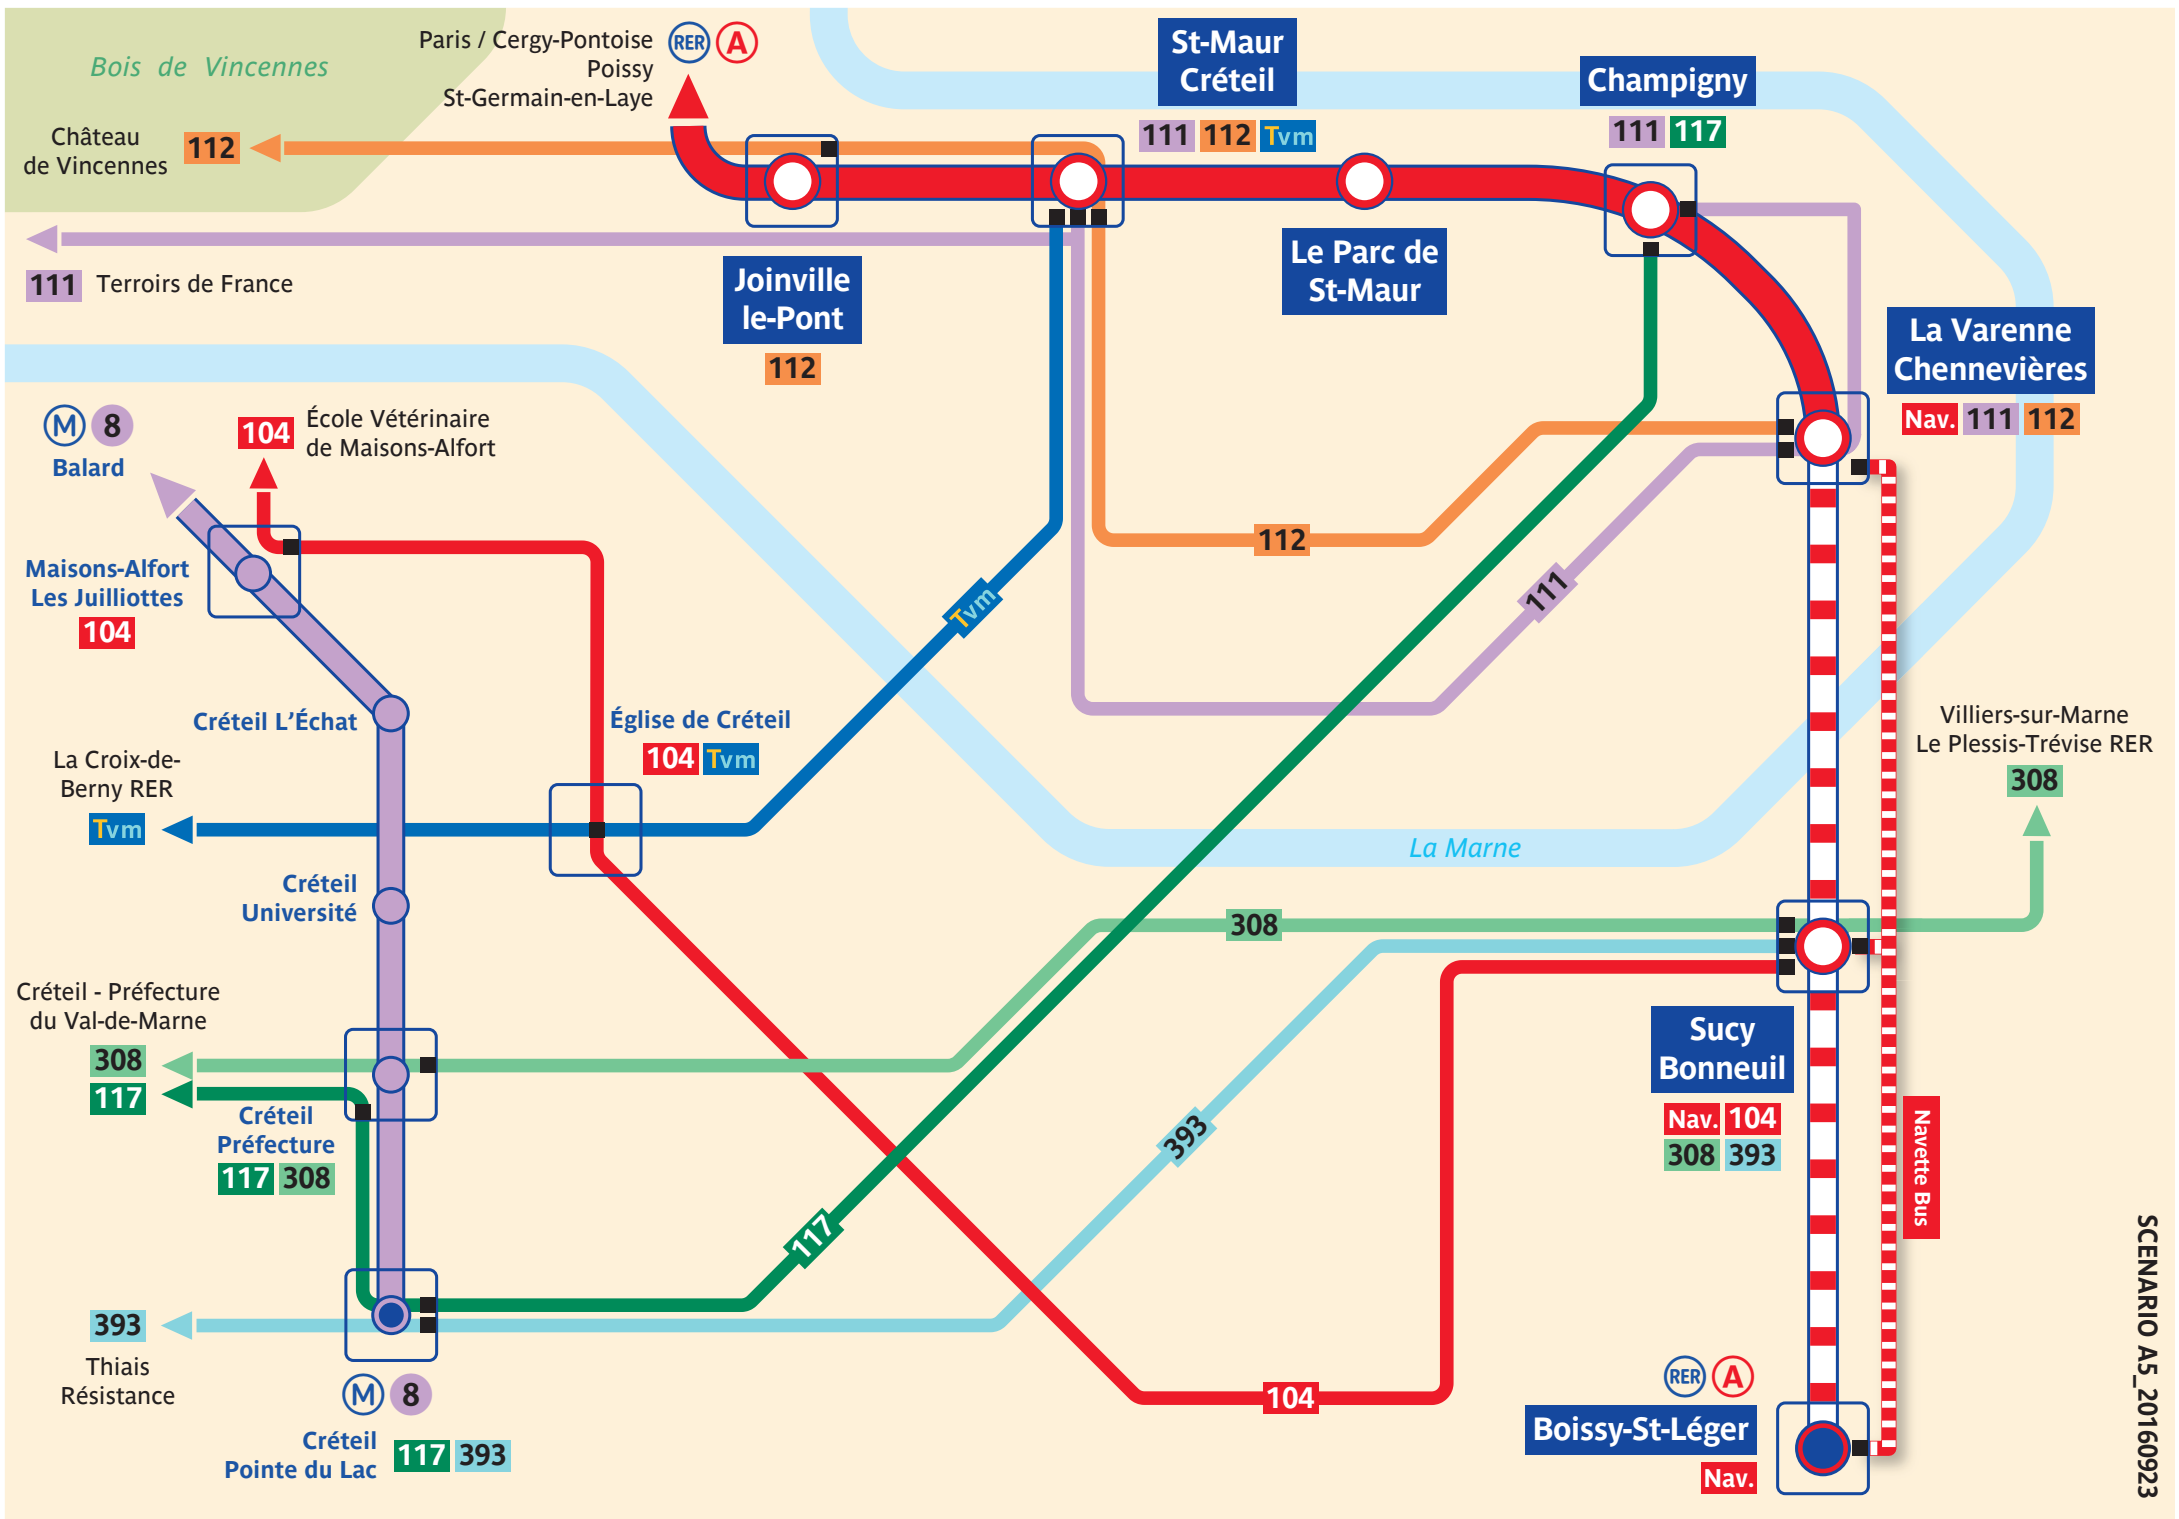 Bois de Vincennes
Paris / Cergy-Pontoise
Poissy
St-Germain-en-Laye
RER A
St-Maur
Créteil
111 112 Tvm
Champigny
111 117
Château
de Vincennes
112
111 Terroirs de France
Joinville
le-Pont
112
Le Parc de
St-Maur
La Varenne
Chennevières
Nav. 111 112
M 8
Balard
104
École Vétérinaire
de Maisons-Alfort
Maisons-Alfort
Les Juilliottes
104
112
111
Tvm
Créteil L'Échat
Église de Créteil
104 Tvm
La Croix-de-
Berny RER
Tvm
Villiers-sur-Marne
Le Plessis-Trévise RER
308
La Marne
Créteil
Université
308
Créteil - Préfecture
du Val-de-Marne
308
117
Créteil
Préfecture
117 308
Sucy
Bonneuil
Nav. 104
308 393
393
117
Navette Bus
393
Thiais
Résistance
M 8
Créteil
Pointe du Lac
117 393
104
RER A
Boissy-St-Léger
Nav.
SCENARIO A5_20160923